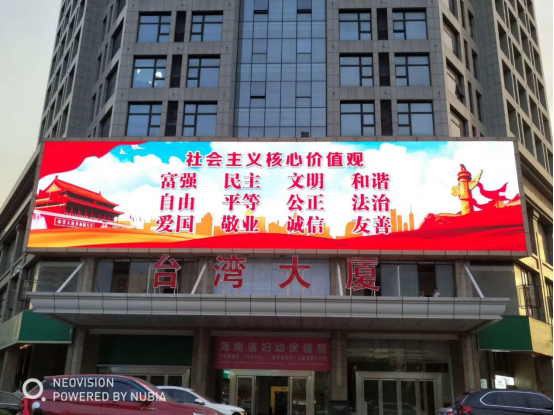 社会主义核心价值观
富强 民主 文明 和谐
自由 平等 公正 法治
爱国 敬业 诚信 友善
台湾大厦
海南省妇幼保健院
NEOVISION
POWERED BY NUBIA